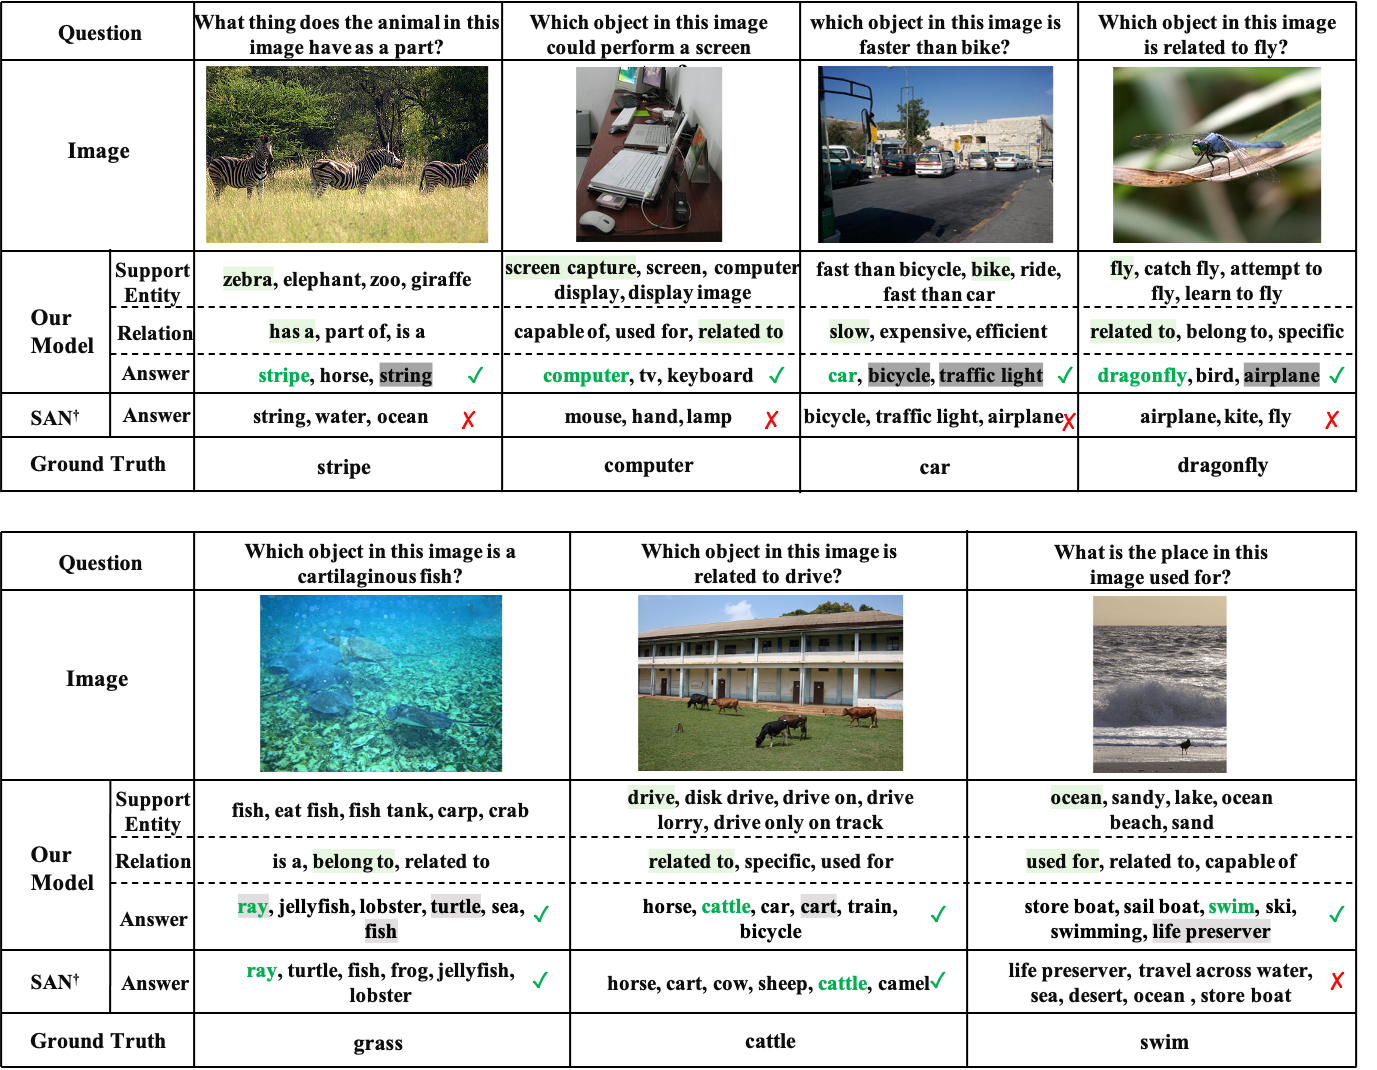 Question
What thing does the animal in this
image have as a part?
Which object in this image
could perform a screen
which object in this image is
faster than bike?
Which object in this image
is related to fly?
Image
Our
Model
Support
Entity
zebra, elephant, zoo, giraffe
screen capture, screen, computer
display, display image
fast than bicycle, bike, ride,
fast than car
fly, catch fly, attempt to
fly, learn to fly
Relation
has a, part of, is a
capable of, used for, related to
slow, expensive, efficient
related to, belong to, specific
Answer
stripe, horse, string ✓
computer, tv, keyboard ✓
car, bicycle, traffic light ✓
dragonfly, bird, airplane ✓
SAN†
Answer
string, water, ocean ✗
mouse, hand, lamp ✗
bicycle, traffic light, airplane ✗
airplane, kite, fly ✗
Ground Truth
stripe
computer
car
dragonfly
Question
Which object in this image is a
cartilaginous fish?
Which object in this image is
related to drive?
What is the place in this
image used for?
Image
Our
Model
Support
Entity
fish, eat fish, fish tank, carp, crab
drive, disk drive, drive on, drive
lorry, drive only on track
ocean, sandy, lake, ocean
beach, sand
Relation
is a, belong to, related to
related to, specific, used for
used for, related to, capable of
Answer
ray, jellyfish, lobster, turtle, sea,
fish ✓
horse, cattle, car, cart, train,
bicycle ✓
store boat, sail boat, swim, ski,
swimming, life preserver ✓
SAN†
Answer
ray, turtle, fish, frog, jellyfish,
lobster ✓
horse, cart, cow, sheep, cattle, camel ✓
life preserver, travel across water,
sea, desert, ocean , store boat ✗
Ground Truth
grass
cattle
swim